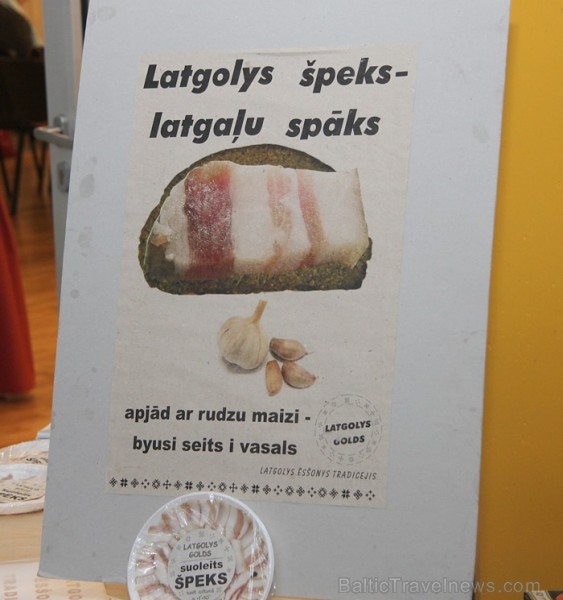 Latgolys špeks-
latgaļu spāks
apjād ar rudzu maizi -
byusi seits i vasals
LATGOLYS
GOLDS
LATGOLYS ĒSŠONYS TRADICEJIS
LATGOLYS
GOLDS
suoleits
ŠPEKS
BalticTravelnews.com